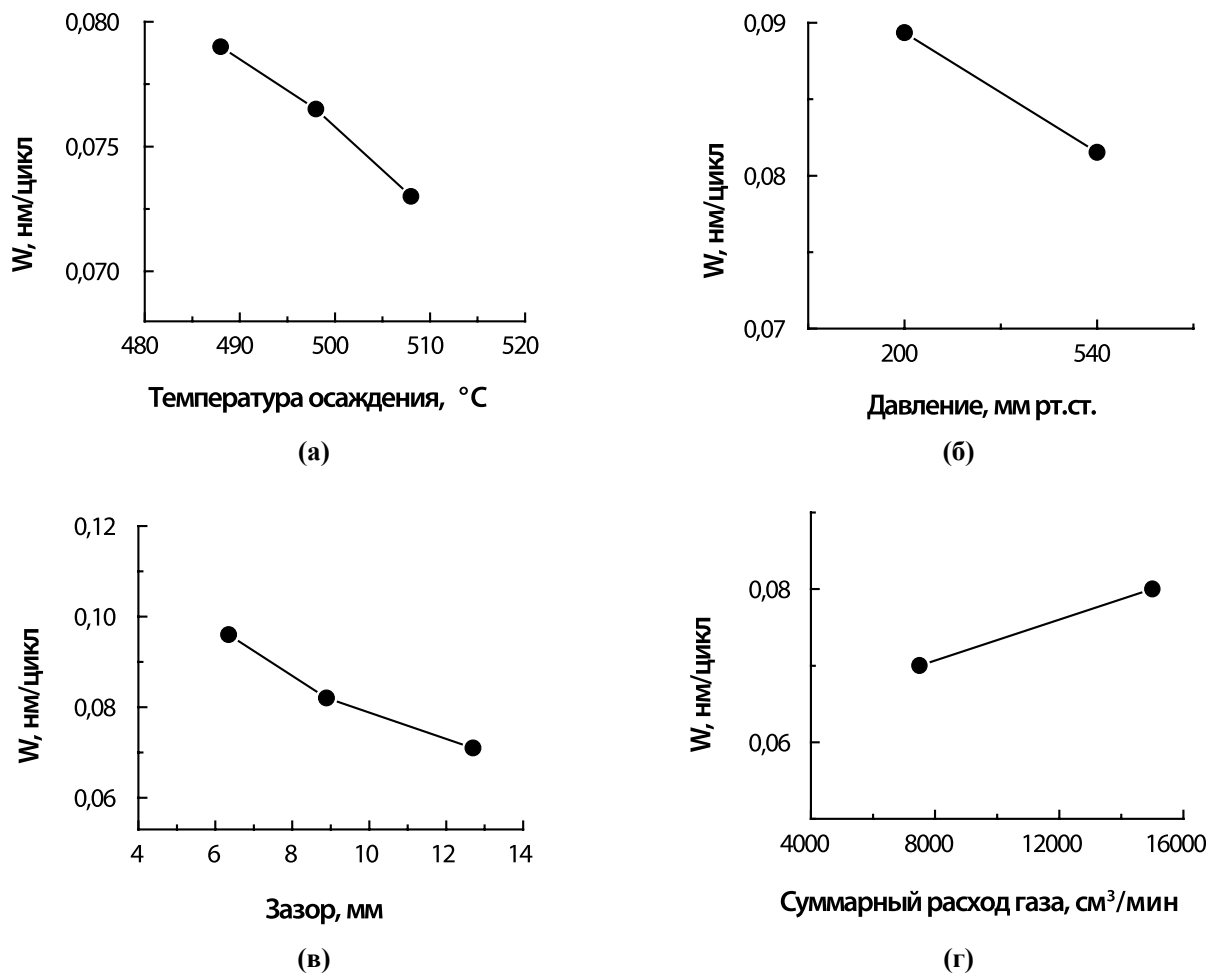 0,080
0,075
0,070
W, нм/цикл
480 490 500 510 520
Температура осаждения, °C
(а)
0,09
0,08
0,07
W, нм/цикл
200 540
Давление, мм рт.ст.
(б)
0,12
0,10
0,08
0,06
W, нм/цикл
4 6 8 10 12 14
Зазор, мм
(в)
0,08
0,06
W, нм/цикл
4000 8000 12000 16000
Суммарный расход газа, см³/мин
(г)